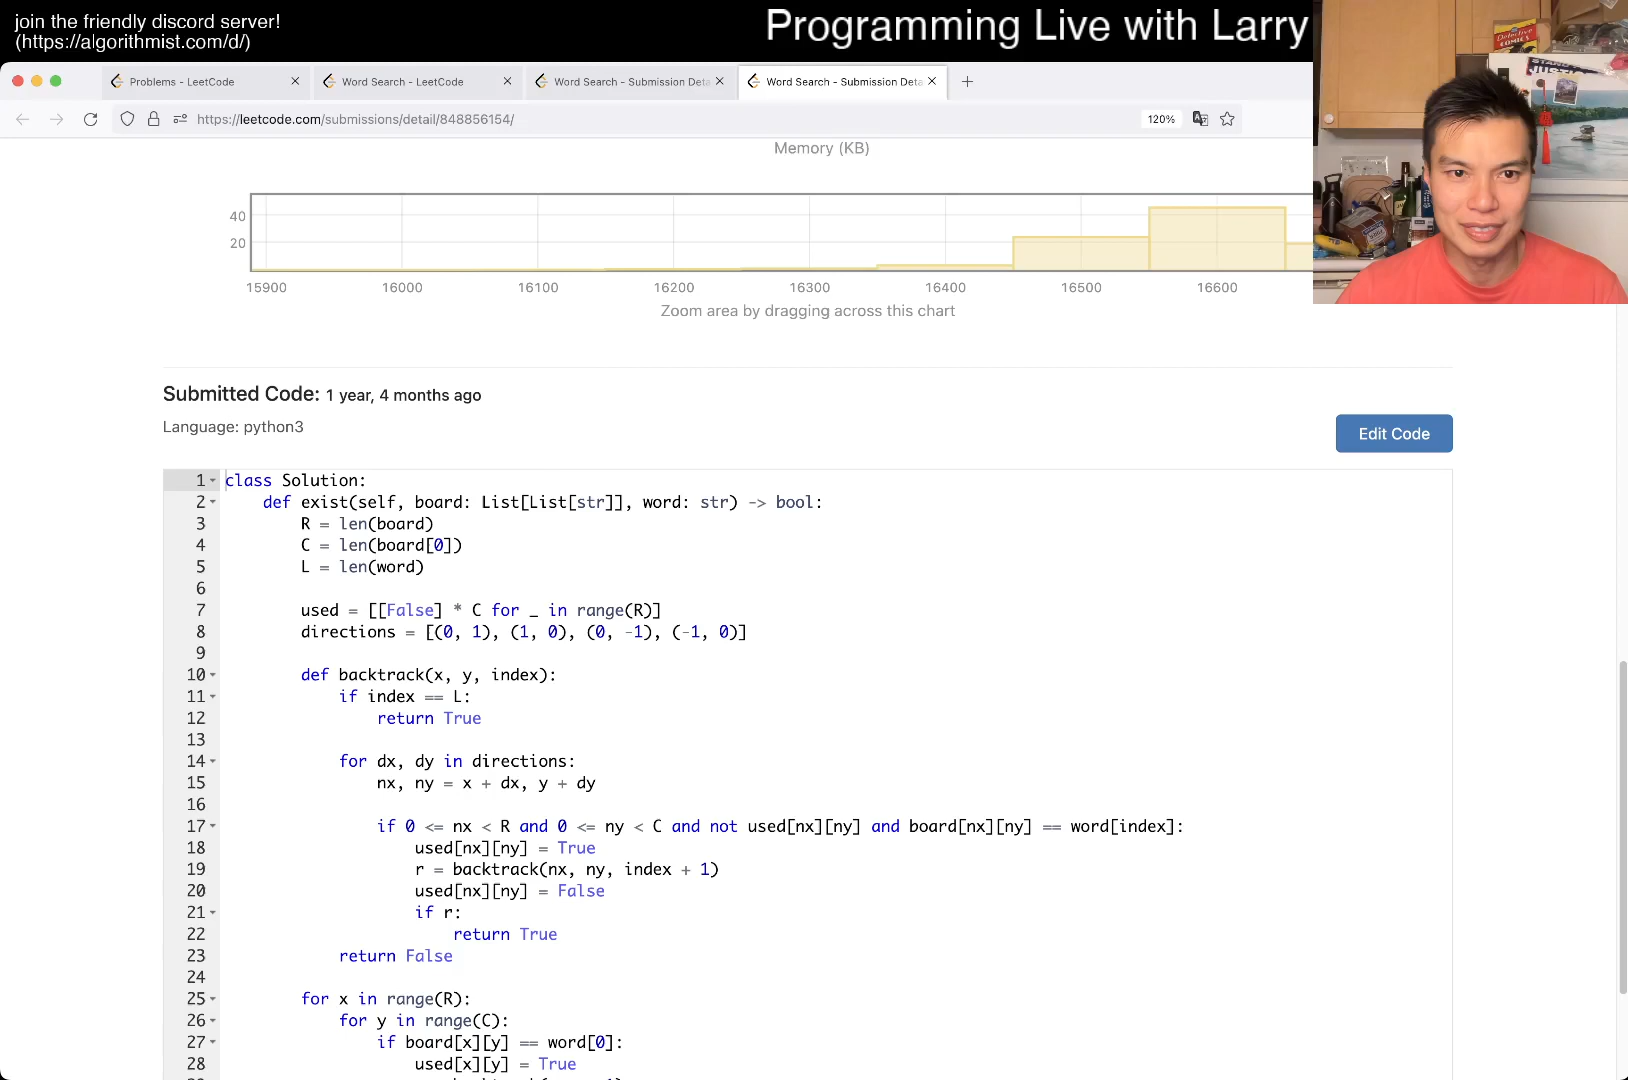 join the friendly discord server!
(https://algorithmist.com/d/)
Programming Live with Larry
Problems - LeetCode
Word Search - LeetCode
Word Search - Submission Deta
Word Search - Submission Deta
https://leetcode.com/submissions/detail/848856154/
120%
Memory (KB)
40
20
15900 16000 16100 16200 16300 16400 16500 16600
Zoom area by dragging across this chart
Submitted Code: 1 year, 4 months ago
Language: python3
Edit Code
1 class Solution:
2 def exist(self, board: List[List[str]], word: str) -> bool:
3 R = len(board)
4 C = len(board[0])
5 L = len(word)
6
7 used = [[False] * C for _ in range(R)]
8 directions = [(0, 1), (1, 0), (0, -1), (-1, 0)]
9
10 def backtrack(x, y, index):
11 if index == L:
12 return True
13
14 for dx, dy in directions:
15 nx, ny = x + dx, y + dy
16
17 if 0 <= nx < R and 0 <= ny < C and not used[nx][ny] and board[nx][ny] == word[index]:
18 used[nx][ny] = True
19 r = backtrack(nx, ny, index + 1)
20 used[nx][ny] = False
21 if r:
22 return True
23 return False
24
25 for x in range(R):
26 for y in range(C):
27 if board[x][y] == word[0]:
28 used[x][y] = True